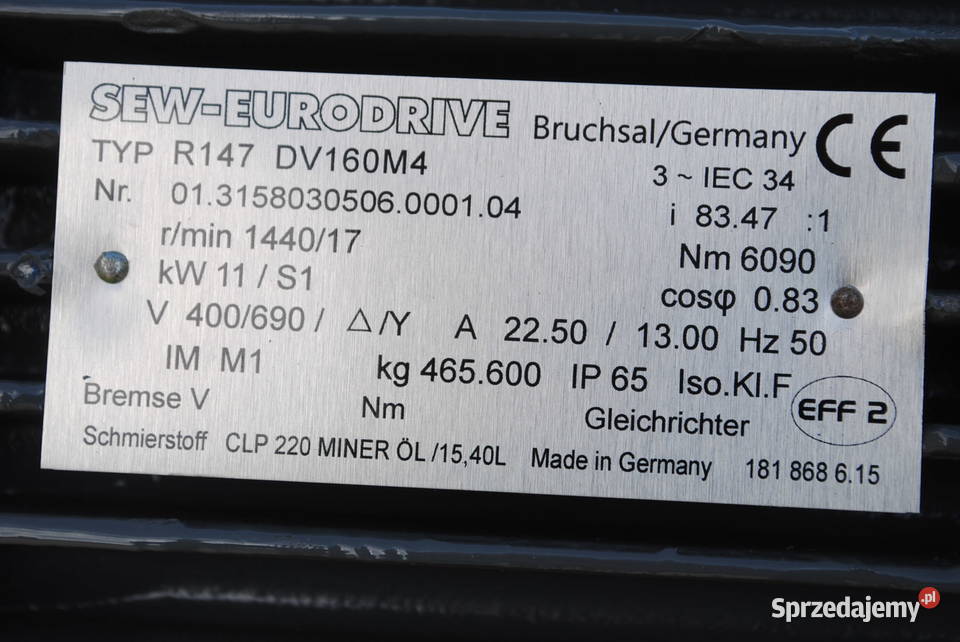 SEW-EURODRIVE Bruchsal/Germany CE
TYP R147 DV160M4 3 ~ IEC 34
Nr. 01.3158030506.0001.04 i 83.47 :1
r/min 1440/17 Nm 6090
kW 11 / S1 cosφ 0.83
V 400/690 / △/Y A 22.50 / 13.00 Hz 50
IM M1 kg 465.600 IP 65 Iso.Kl.F
Bremse V Nm Gleichrichter EFF 2
Schmierstoff CLP 220 MINER ÖL /15,40L Made in Germany 181 868 6.15
Sprzedajemy.pl